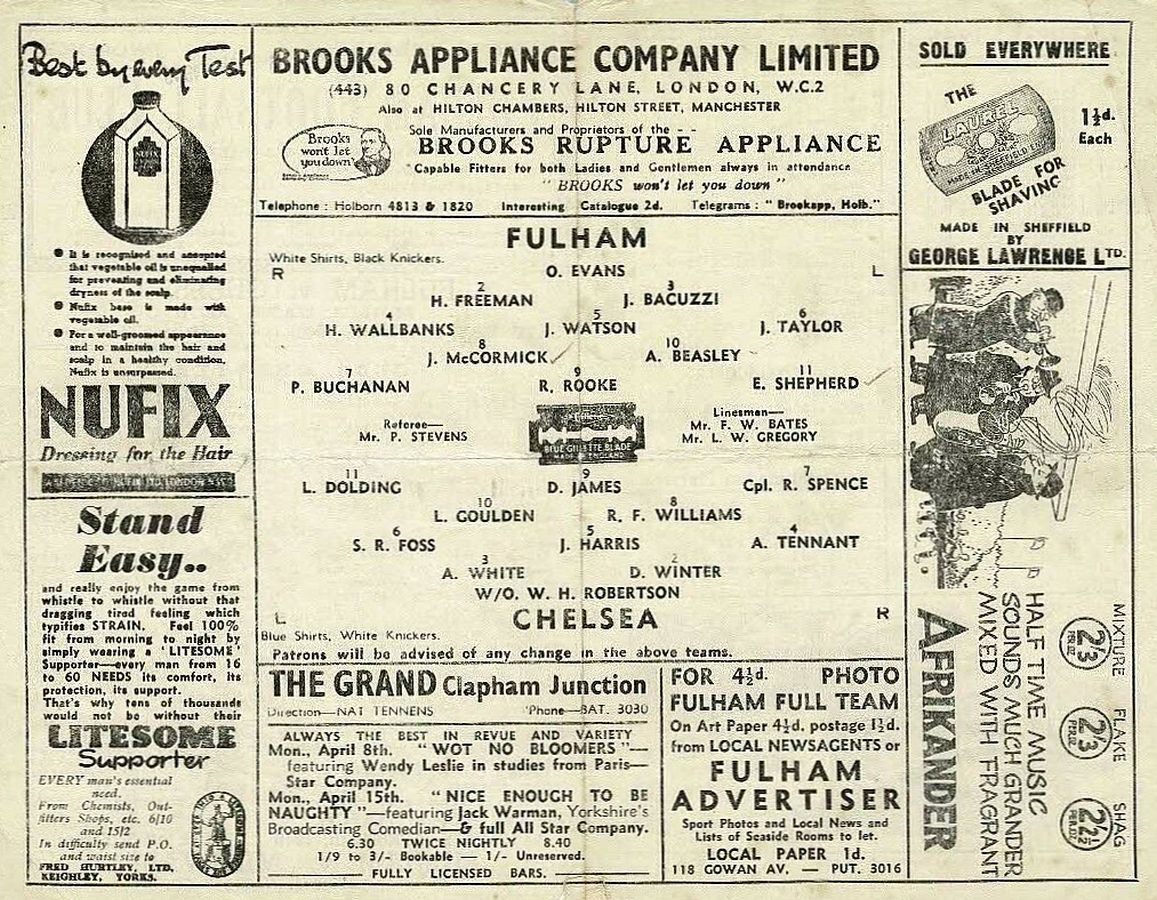 Best by every Test
It is recognised and accepted
that vegetable oil is unequalled
for preventing and eliminating
dryness of the scalp.
Nufix base is made with
vegetable oil.
For a well-groomed appearance
and to maintain the hair and
scalp in a healthy condition,
Nufix is unsurpassed.
NUFIX
Dressing for the Hair
Stand
Easy..
and really enjoy the game from
whistle to whistle without that
dragging tired feeling which
typifies STRAIN. Feel 100%
fit from morning to night by
simply wearing a 'LITESOME'
Supporter—every man from 16
to 60 NEEDS its comfort, its
protection, its support.
That's why tens of thousands
would not be without their
LITESOME
Supporter
EVERY man's essential
need.
From Chemists, Out-
fitters Shops, etc. 6/10
and 15/2
In difficulty send P.O.
and waist size to
FRED HURTLEY, LTD.
KEIGHLEY, YORKS.
BROOKS APPLIANCE COMPANY LIMITED
(443) 80 CHANCERY LANE, LONDON, W.C.2
Also at HILTON CHAMBERS, HILTON STREET, MANCHESTER
Brooks
won't let
you down
Sole Manufacturers and Proprietors of the - -
BROOKS RUPTURE APPLIANCE
Capable Fitters for both Ladies and Gentlemen always in attendance
"BROOKS won't let you down"
Telephone: Holborn 4813 & 1820 Interesting Catalogue 2d. Telegrams: "Brookapp, Holb."
FULHAM
White Shirts, Black Knickers.
R O. EVANS L
2 3
H. FREEMAN J. BACUZZI
4 5 6
H. WALLBANKS J. WATSON J. TAYLOR
8 10
J. McCORMICK A. BEASLEY
7 9 11
P. BUCHANAN R. ROOKE E. SHEPHERD
Referee—
Mr. P. STEVENS
BLUE GILLETTE BLADE
MADE IN ENGLAND
Linesmen—
Mr. F. W. BATES
Mr. L. W. GREGORY
11 9 7
L. DOLDING D. JAMES Cpl. R. SPENCE
10 8
L. GOULDEN R. F. WILLIAMS
6 5 4
S. R. FOSS J. HARRIS A. TENNANT
3 2
A. WHITE D. WINTER
W/O. W. H. ROBERTSON
L CHELSEA R
Blue Shirts, White Knickers.
Patrons will be advised of any change in the above teams.
THE GRAND Clapham Junction
Direction—NAT TENNENS 'Phone—BAT. 3030
ALWAYS THE BEST IN REVUE AND VARIETY
Mon., April 8th. "WOT NO BLOOMERS"—
featuring Wendy Leslie in studies from Paris—
Star Company.
Mon., April 15th. "NICE ENOUGH TO BE
NAUGHTY"—featuring Jack Warman, Yorkshire's
Broadcasting Comedian—& full All Star Company.
6.30 TWICE NIGHTLY 8.40
1/9 to 3/- Bookable — 1/- Unreserved.
FULLY LICENSED BARS.
FOR 4½d. PHOTO
FULHAM FULL TEAM
On Art Paper 4½d. postage 1½d.
from LOCAL NEWSAGENTS or
FULHAM
ADVERTISER
Sport Photos and Local News and
Lists of Seaside Rooms to let.
LOCAL PAPER 1d.
118 GOWAN AV. — PUT. 3016
SOLD EVERYWHERE
THE
LAUREL
1½d.
Each
BLADE FOR
SHAVING
MADE IN SHEFFIELD
BY
GEORGE LAWRENCE LTD.
HALF TIME MUSIC
SOUNDS MUCH GRANDER
MIXED WITH FRAGRANT
AFRIKANDER
MIXTURE 2/3 PER OZ
FLAKE 2/3 PER OZ
SHAG 2/2½ PER OZ